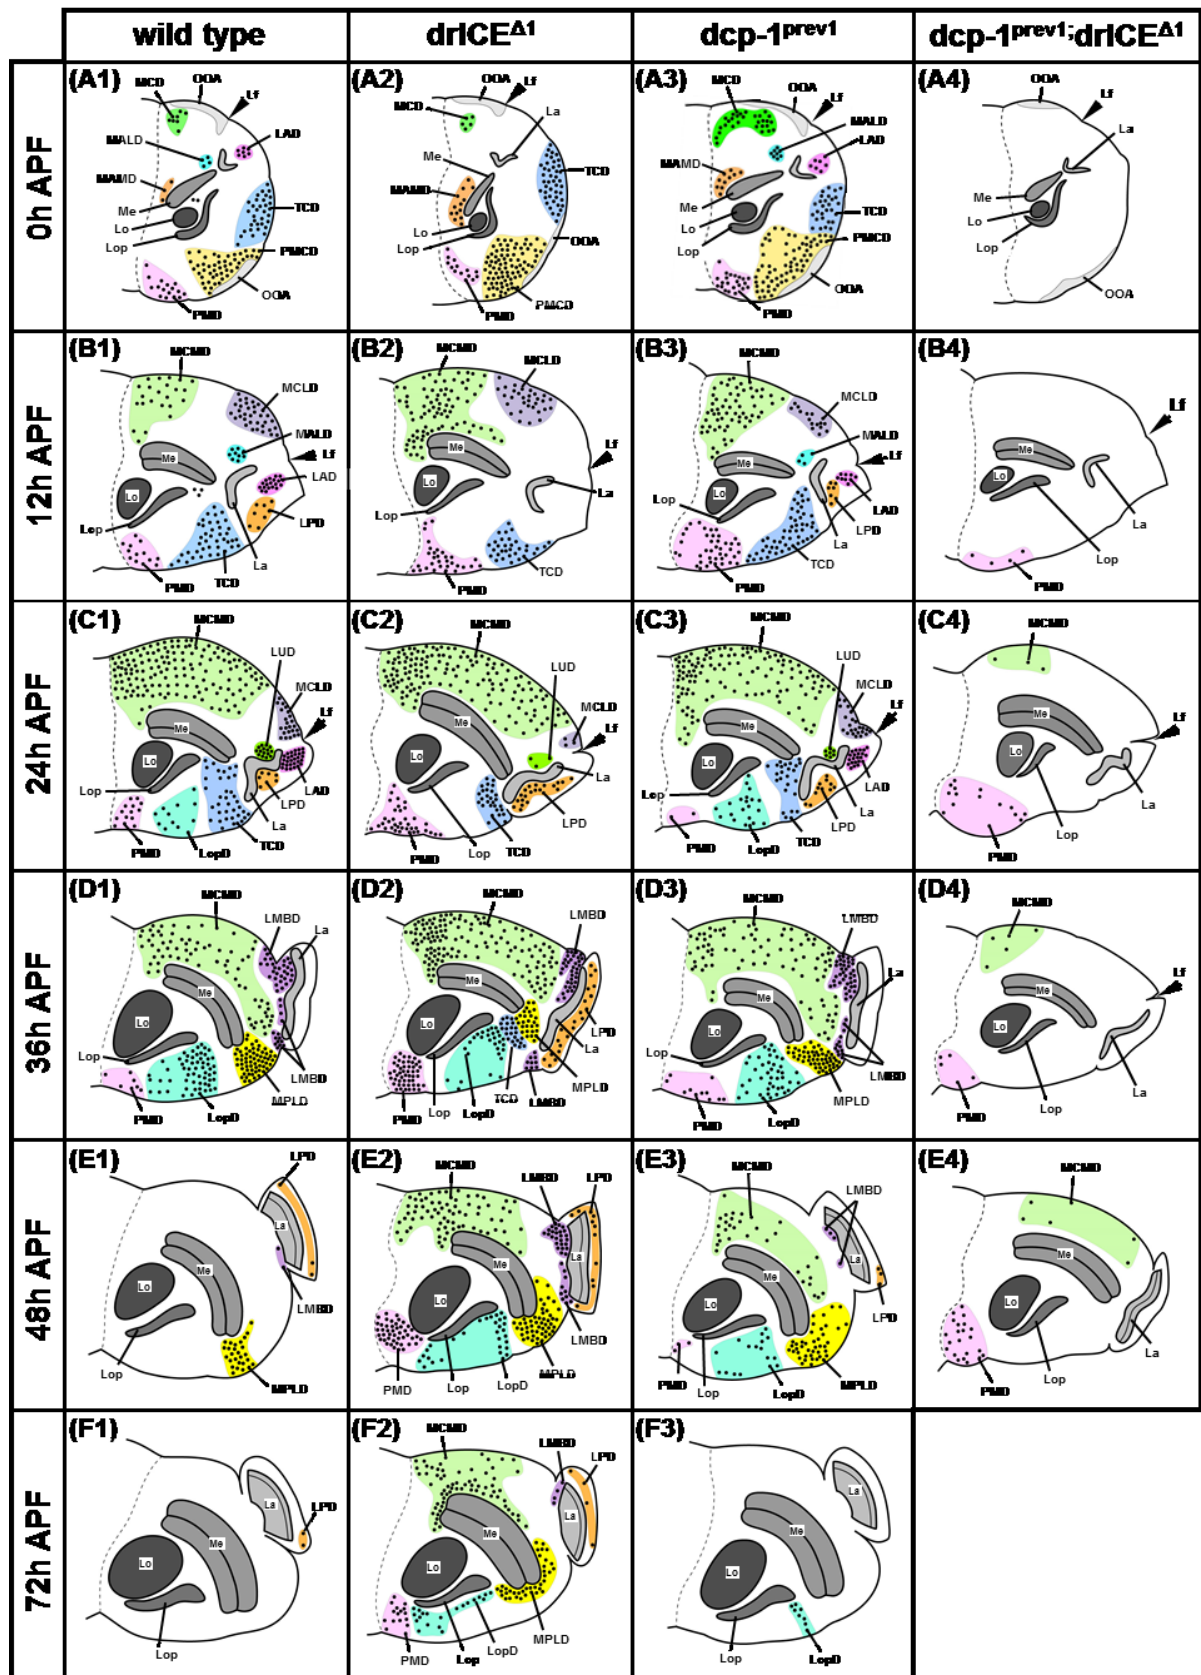 wild type
drICEΔ1
dcp-1prev1
dcp-1prev1;drICEΔ1
0h APF
(A1)
MCD
OOA
Lf
MALD
LAD
MAMD
Me
Lo
Lop
TCD
PMCD
OOA
PMD
(A2)
OOA
Lf
MCD
La
Me
TCD
MAMD
Lo
Lop
OOA
PMCD
PMD
(A3)
MCD
OOA
Lf
MALD
LAD
MAMD
Me
Lo
Lop
TCD
PMCD
OOA
PMD
(A4)
OOA
Lf
La
Me
Lo
Lop
OOA
12h APF
(B1)
MCMD
MCLD
MALD
Lf
Me
LAD
Lo
Lop
LPD
La
TCD
PMD
(B2)
MCMD
MCLD
Lf
Me
Lo
La
Lop
TCD
PMD
(B3)
MCMD
MCLD
MALD
Lf
Me
Lo
Lop
LAD
LPD
La
TCD
PMD
(B4)
Lf
Lo
La
Lop
PMD
24h APF
(C1)
MCMD
LUD
MCLD
Lf
Me
Lo
Lop
LAD
LPD
La
TCD
LopD
PMD
(C2)
MCMD
LUD
MCLD
Lf
Me
Lo
La
LPD
Lop
TCD
PMD
(C3)
MCMD
LUD
MCLD
Lf
Me
Lo
Lop
LAD
LPD
La
TCD
LopD
PMD
(C4)
MCMD
Lf
Me
Lo
La
Lop
PMD
36h APF
(D1)
MCMD
LMBD
La
Me
Lo
Lop
LMBD
MPLD
LopD
PMD
(D2)
MCMD
LMBD
Me
Lo
LPD
La
MPLD
LMBD
TCD
LopD
Lop
PMD
(D3)
MCMD
LMBD
La
Me
Lo
Lop
LMBD
MPLD
LopD
PMD
(D4)
MCMD
Lf
Me
Lo
La
Lop
PMD
48h APF
(E1)
LPD
La
Me
Lo
LMBD
Lop
MPLD
(E2)
MCMD
LMBD
LPD
La
Me
Lo
LMBD
MPLD
LopD
Lop
PMD
(E3)
MCMD
LMBD
La
Me
Lo
LPD
MPLD
LopD
Lop
PMD
(E4)
MCMD
Me
Lo
La
Lop
PMD
72h APF
(F1)
La
LPD
Me
Lo
Lop
(F2)
MCMD
LMBD
LPD
La
Me
Lo
MPLD
LopD
Lop
PMD
(F3)
La
Me
Lo
Lop
LopD